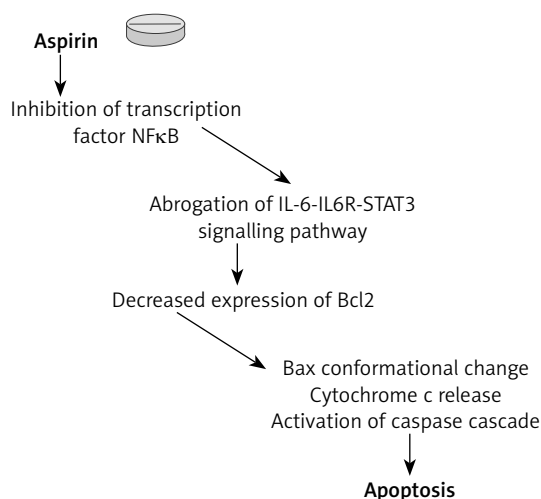 Aspirin
Inhibition of transcription
factor NFκB
Abrogation of IL-6-IL6R-STAT3
signalling pathway
Decreased expression of Bcl2
Bax conformational change
Cytochrome c release
Activation of caspase cascade
Apoptosis